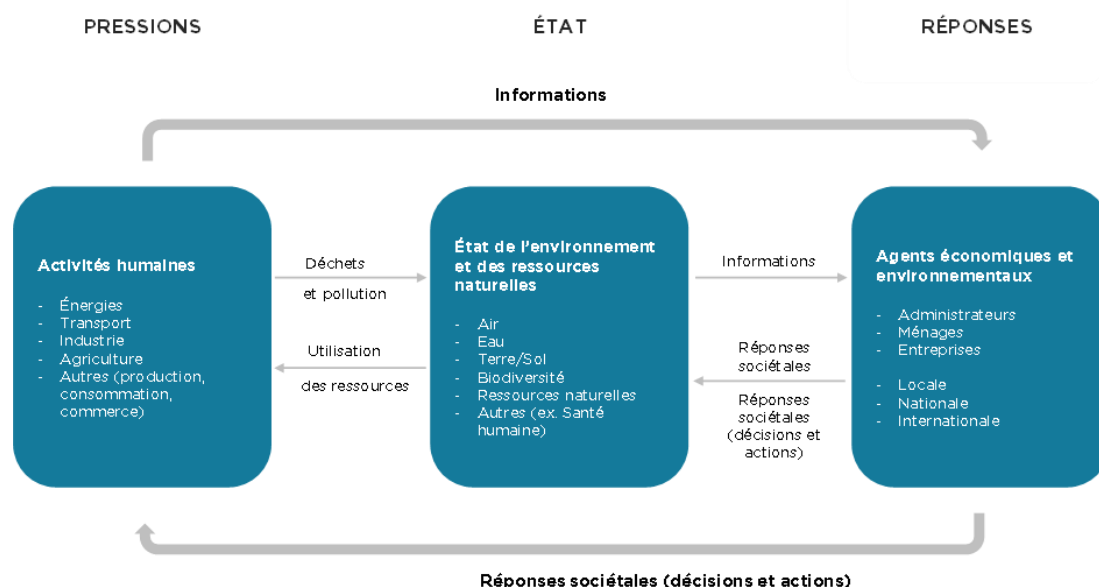 PRESSIONS
ÉTAT
RÉPONSES
Informations
Activités humaines
- Énergies
- Transport
- Industrie
- Agriculture
- Autres (production,
consommation,
commerce)
Déchets
et pollution
Utilisation
des ressources
État de l'environnement
et des ressources
naturelles
- Air
- Eau
- Terre/Sol
- Biodiversité
- Ressources naturelles
- Autres (ex. Santé
humaine)
Informations
Réponses
sociétales
Réponses
sociétales
(décisions et
actions)
Agents économiques et
environnementaux
- Administrateurs
- Ménages
- Entreprises
- Locale
- Nationale
- Internationale
Réponses sociétales (décisions et actions)